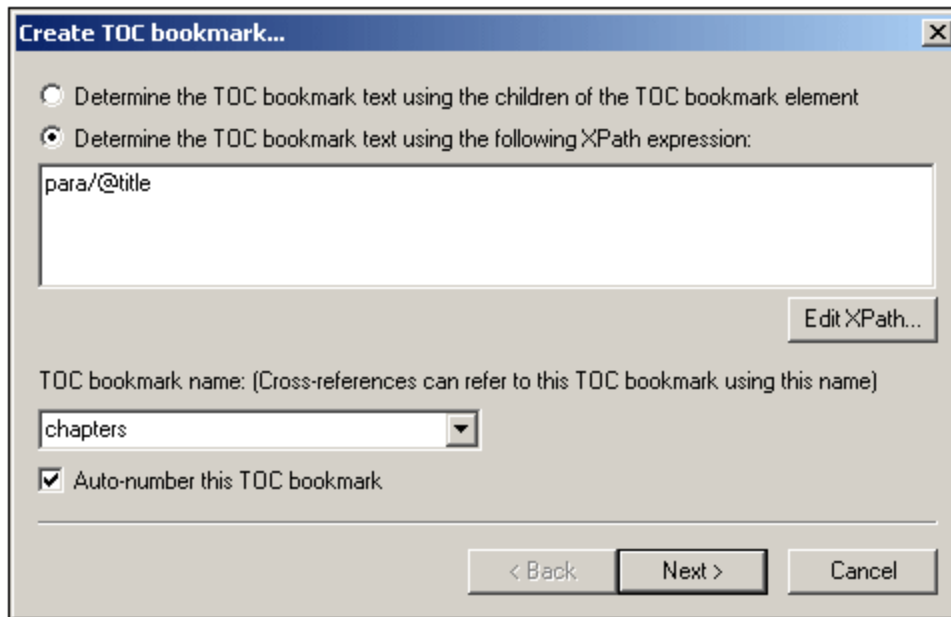 Create TOC bookmark...
Determine the TOC bookmark text using the children of the TOC bookmark element
Determine the TOC bookmark text using the following XPath expression:
para/@title
Edit XPath...
TOC bookmark name: (Cross-references can refer to this TOC bookmark using this name)
chapters
Auto-number this TOC bookmark
< Back Next > Cancel